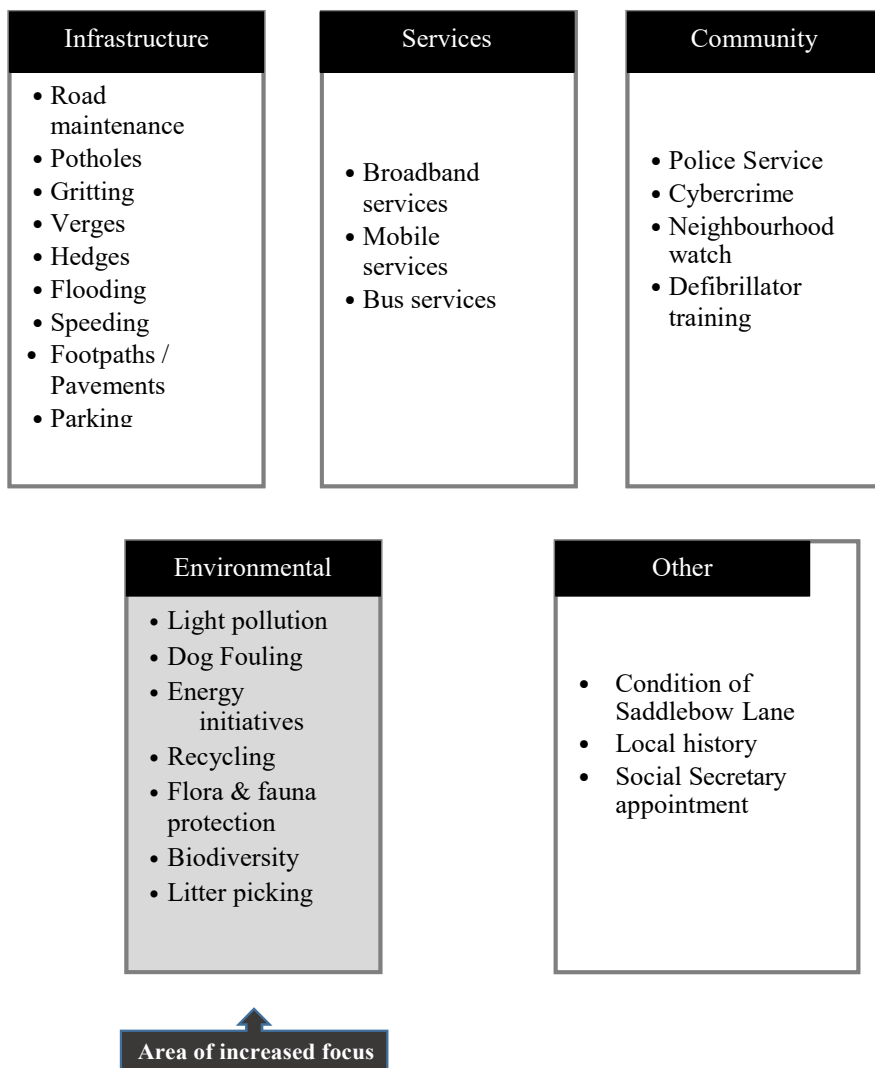 Infrastructure
• Road
maintenance
• Potholes
• Gritting
• Verges
• Hedges
• Flooding
• Speeding
• Footpaths /
Pavements
• Parking
Services
• Broadband
services
• Mobile
services
• Bus services
Community
• Police Service
• Cybercrime
• Neighbourhood
watch
• Defibrillator
training
Environmental
• Light pollution
• Dog Fouling
• Energy
initiatives
• Recycling
• Flora & fauna
protection
• Biodiversity
• Litter picking
Other
• Condition of
Saddlebow Lane
• Local history
• Social Secretary
appointment
Area of increased focus